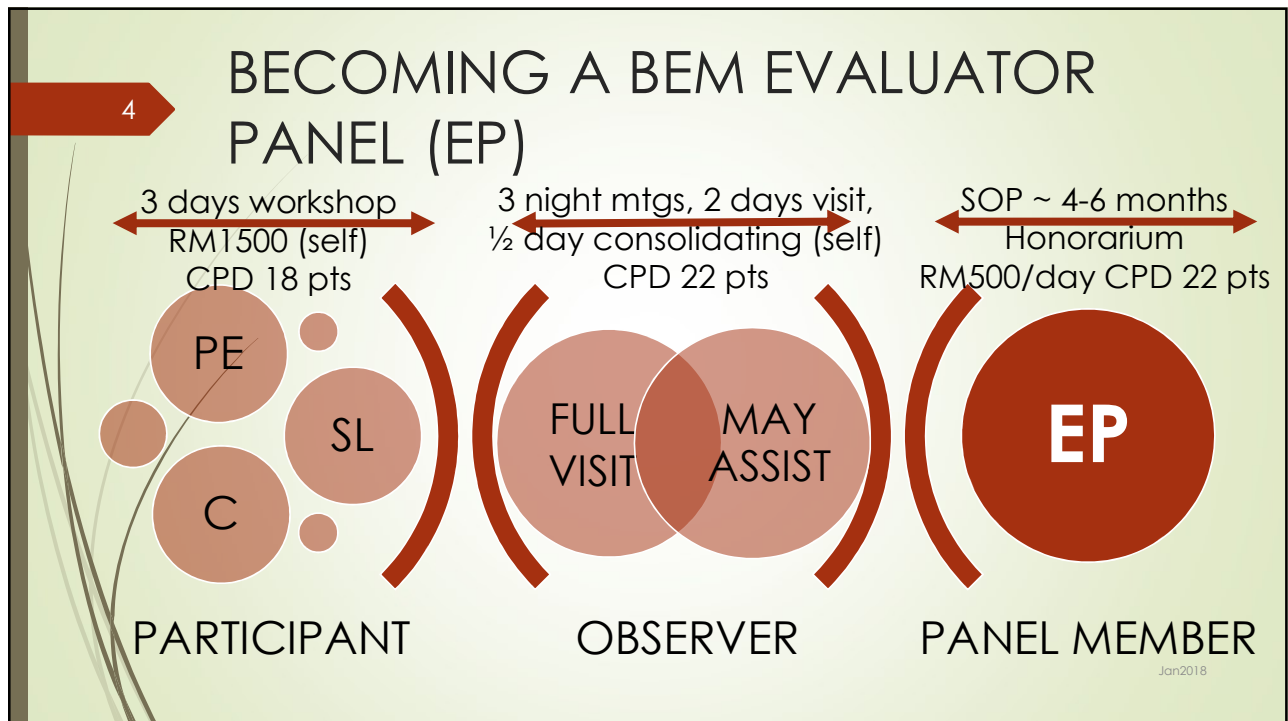 4
BECOMING A BEM EVALUATOR
PANEL (EP)
3 days workshop
RM1500 (self)
CPD 18 pts
3 night mtgs, 2 days visit,
½ day consolidating (self)
CPD 22 pts
SOP ~ 4-6 months
Honorarium
RM500/day CPD 22 pts
PE
SL
C
FULL
VISIT
MAY
ASSIST
EP
PARTICIPANT
OBSERVER
PANEL MEMBER
Jan2018